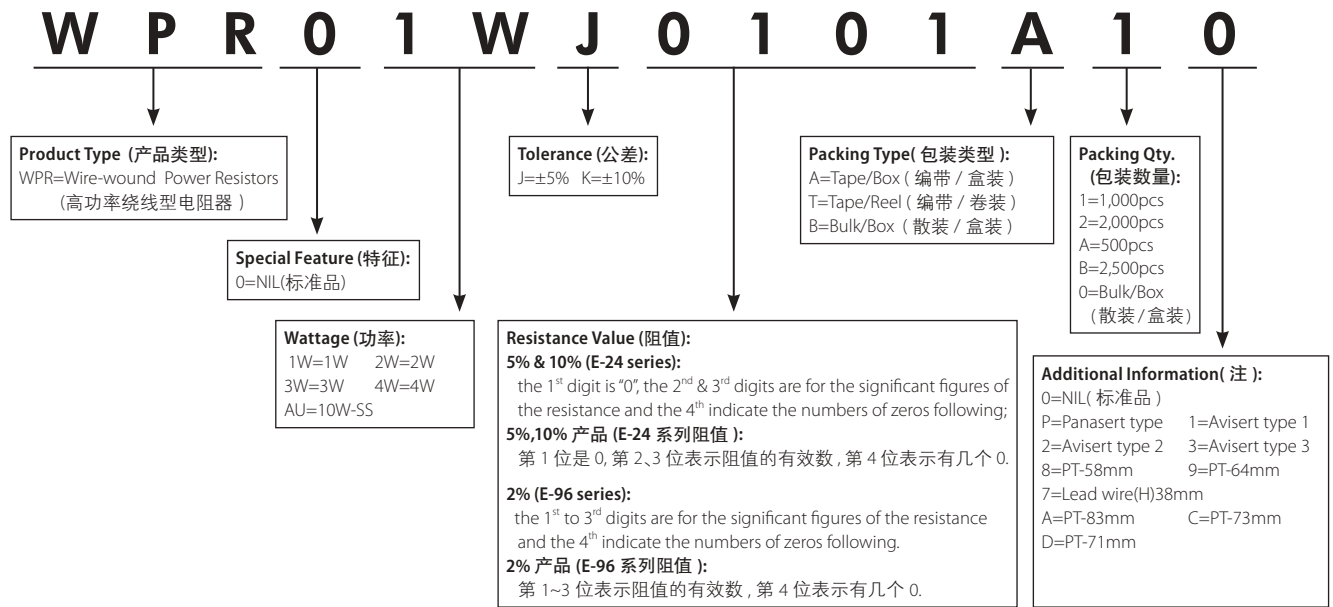 W P R 0 1 W J 0 1 0 1 A 1 0
Product Type (产品类型):
WPR=Wire-wound Power Resistors
(高功率绕线型电阻器)
Special Feature (特征):
0=NIL(标准品)
Wattage (功率):
1W=1W 2W=2W
3W=3W 4W=4W
AU=10W-SS
Tolerance (公差):
J=±5% K=±10%
Resistance Value (阻值):
5% & 10% (E-24 series):
the 1st digit is “0”, the 2nd & 3rd digits are for the significant figures of
the resistance and the 4th indicate the numbers of zeros following;
5%,10% 产品 (E-24 系列阻值 ):
第 1 位是 0, 第 2、3 位表示阻值的有效数 , 第 4 位表示有几个 0.
2% (E-96 series):
the 1st to 3rd digits are for the significant figures of the resistance
and the 4th indicate the numbers of zeros following.
2% 产品 (E-96 系列阻值 ):
第 1~3 位表示阻值的有效数 , 第 4 位表示有几个 0.
Packing Type( 包装类型 ):
A=Tape/Box ( 编带 / 盒装 )
T=Tape/Reel ( 编带 / 卷装 )
B=Bulk/Box ( 散装 / 盒装 )
Packing Qty.
(包装数量):
1=1,000pcs
2=2,000pcs
A=500pcs
B=2,500pcs
0=Bulk/Box
(散装 / 盒装)
Additional Information( 注 ):
0=NIL( 标准品 )
P=Panasert type 1=Avisert type 1
2=Avisert type 2 3=Avisert type 3
8=PT-58mm 9=PT-64mm
7=Lead wire(H)38mm
A=PT-83mm C=PT-73mm
D=PT-71mm